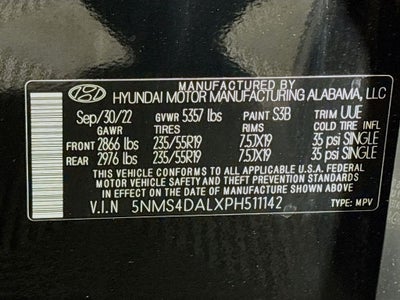 MANUFACTURED BY
HYUNDAI MOTOR MANUFACTURING ALABAMA, LLC
Sep/30/22 GVWR 5357 lbs PAINT S3B TRIM UUE
GAWR TIRES RIMS COLD TIRE INFL
FRONT 2866 lbs 235/55R19 7.5JX19 35 psi SINGLE
REAR 2976 lbs 235/55R19 7.5JX19 35 psi SINGLE
THIS VEHICLE CONFORMS TO ALL APPLICABLE U.S.A. FEDERAL
MOTOR VEHICLE SAFETY AND THEFT PREVENTION STANDARDS
IN EFFECT ON THE DATE OF MANUFACTURE SHOWN ABOVE.
V.I.N 5NMS4DALXPH511142 TYPE: MPV